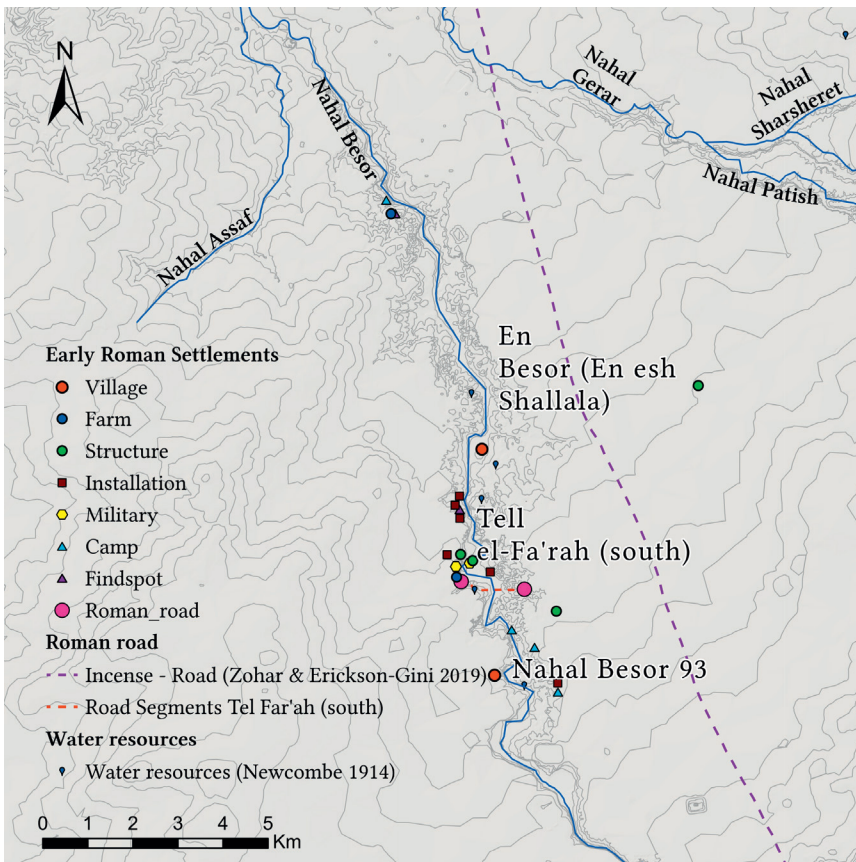 N
Nahal Besor
Nahal
Gerar
Nahal
Sharsheret
Nahal Patish
Nahal Assaf
En
Besor (En esh
Shallala)
Tell
el-Fa'rah (south)
Nahal Besor 93
Early Roman Settlements
Village
Farm
Structure
Installation
Military
Camp
Findspot
Roman_road
Roman road
Incense - Road (Zohar & Erickson-Gini 2019)
Road Segments Tel Far'ah (south)
Water resources
Water resources (Newcombe 1914)
0 1 2 3 4 5
Km